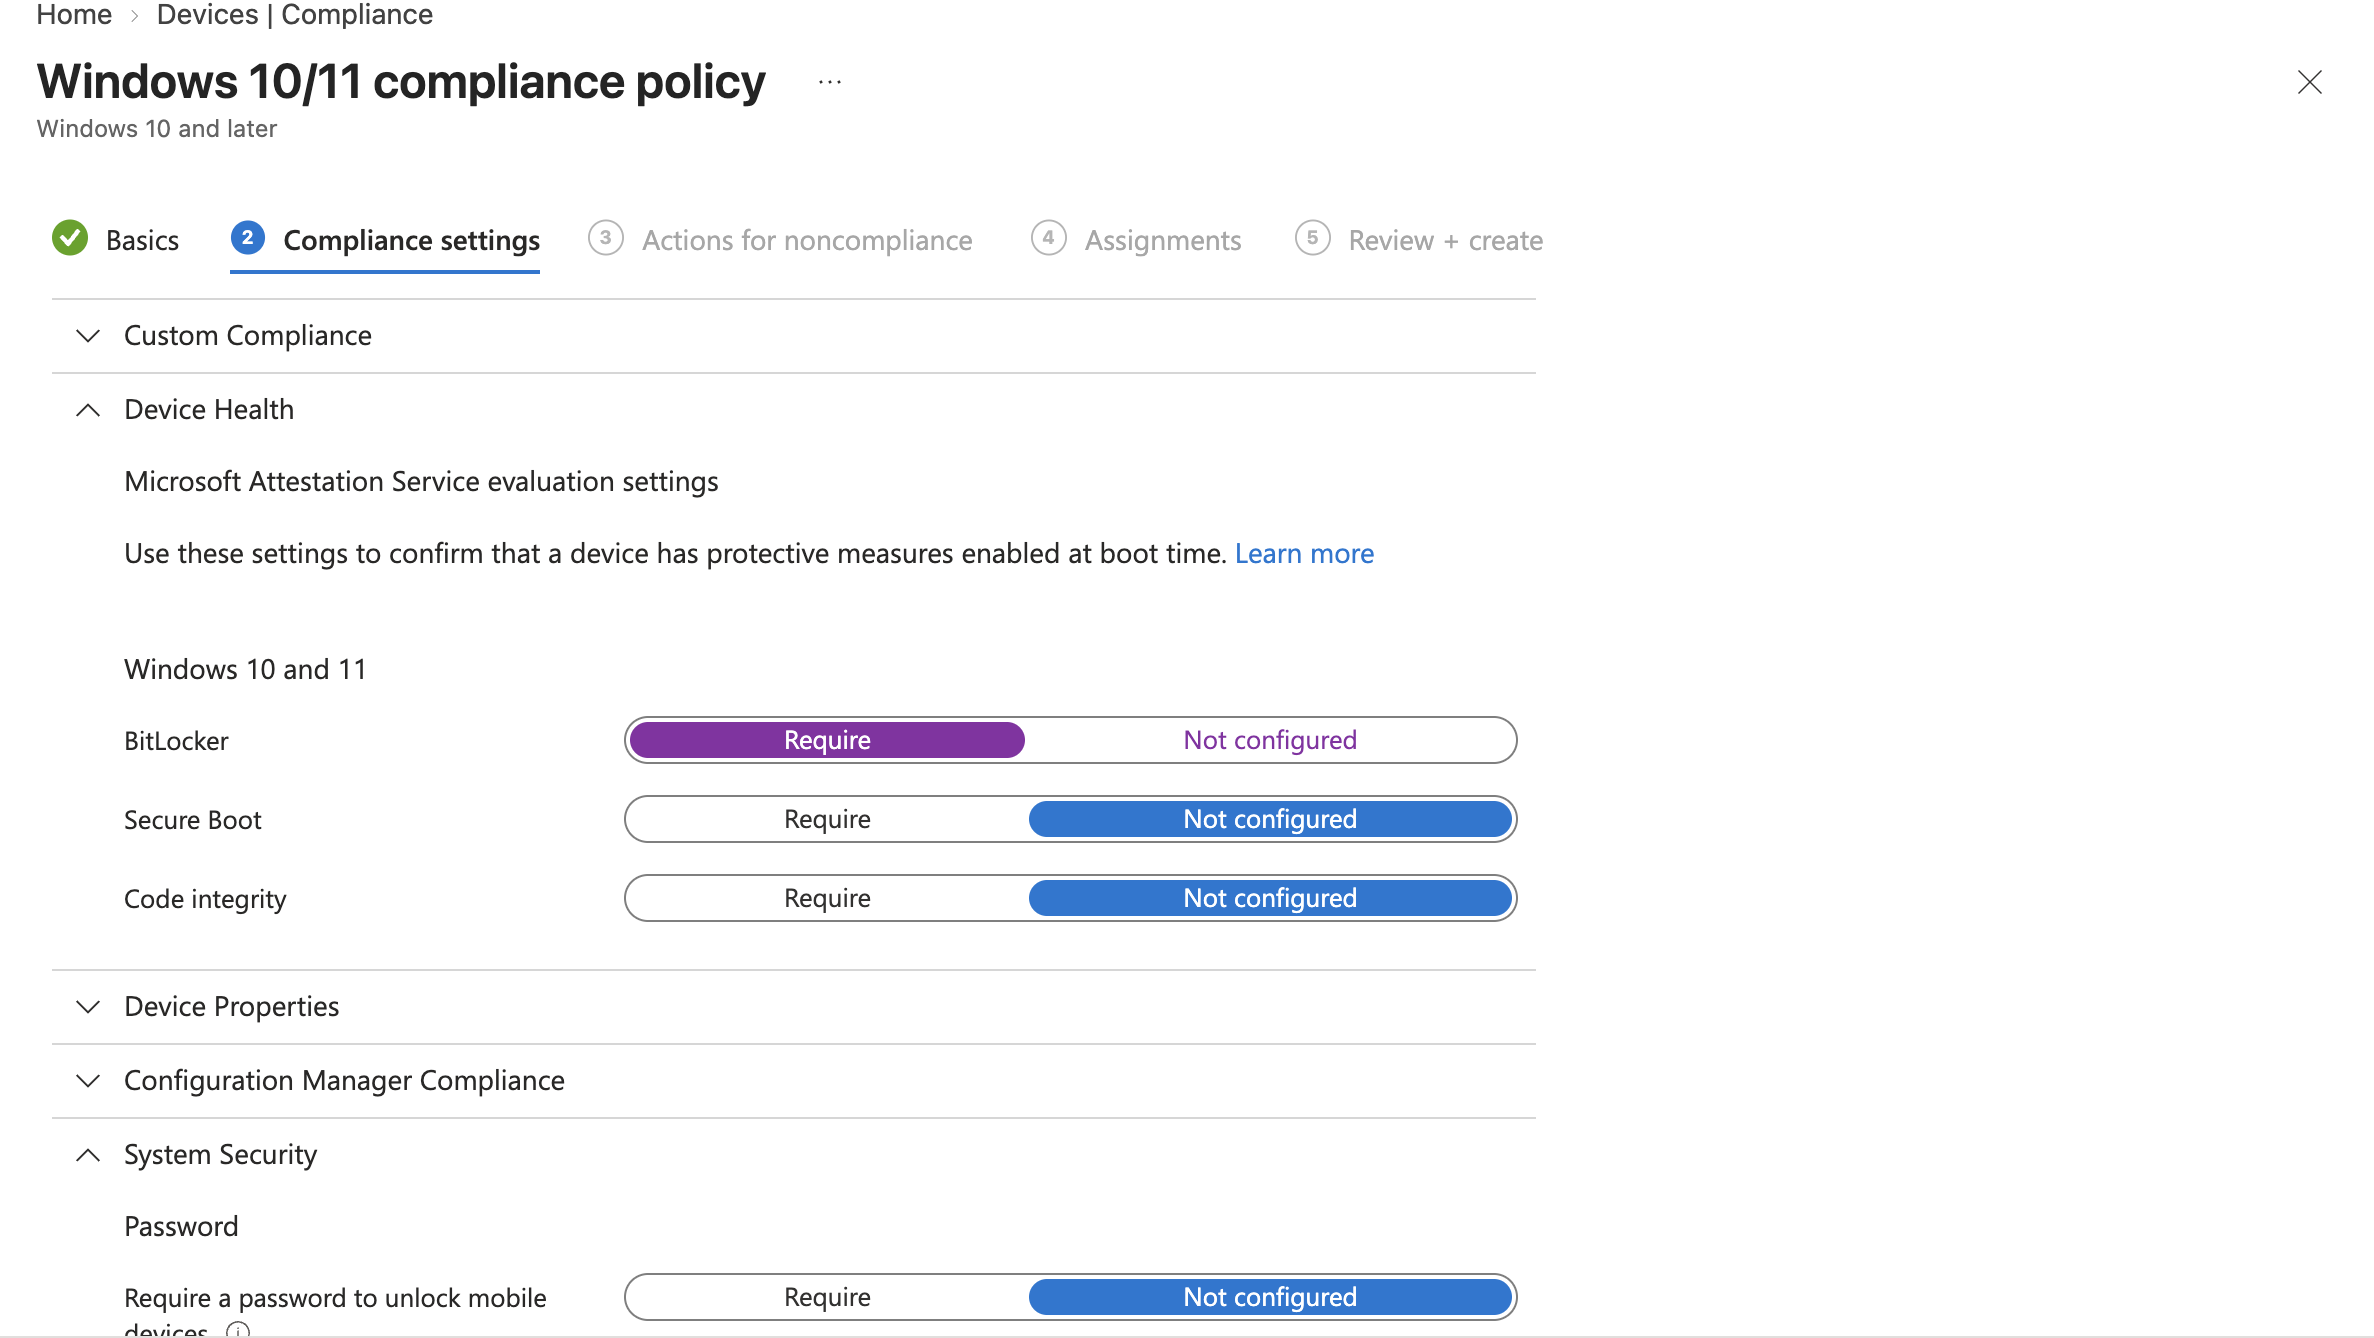 Home > Devices | Compliance
Windows 10/11 compliance policy ...
Windows 10 and later
Basics 2 Compliance settings 3 Actions for noncompliance 4 Assignments 5 Review + create
Custom Compliance
Device Health
Microsoft Attestation Service evaluation settings
Use these settings to confirm that a device has protective measures enabled at boot time. Learn more
Windows 10 and 11
BitLocker Require Not configured
Secure Boot Require Not configured
Code integrity Require Not configured
Device Properties
Configuration Manager Compliance
System Security
Password
Require a password to unlock mobile Require Not configured
devices